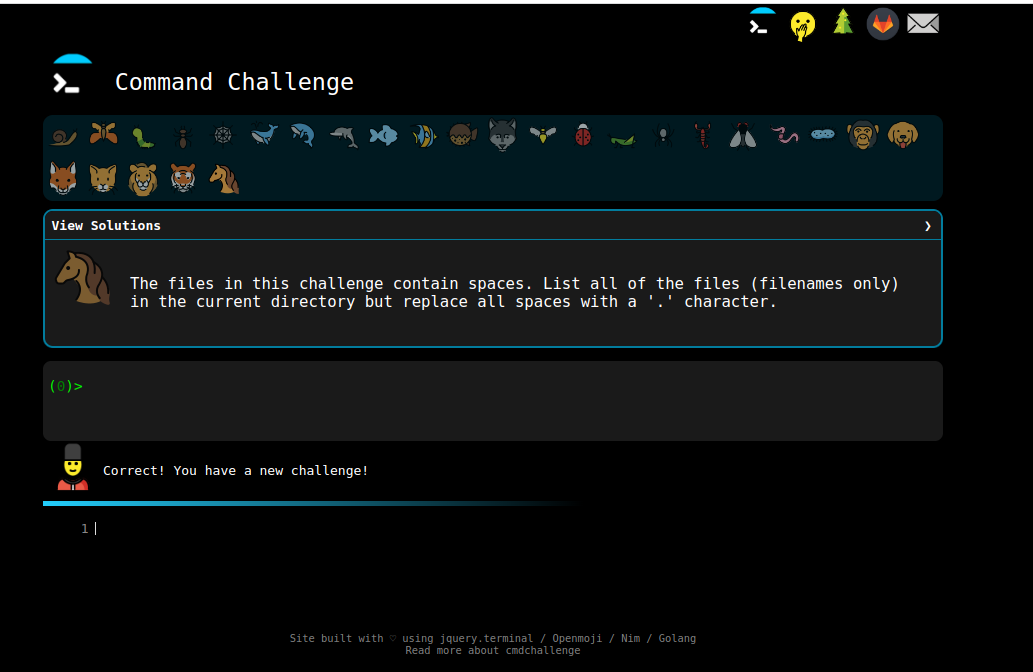 Command Challenge
View Solutions ❯
The files in this challenge contain spaces. List all of the files (filenames only)
in the current directory but replace all spaces with a '.' character.
(0)>
Correct! You have a new challenge!
1
Site built with ♡ using jquery.terminal / Openmoji / Nim / Golang
Read more about cmdchallenge